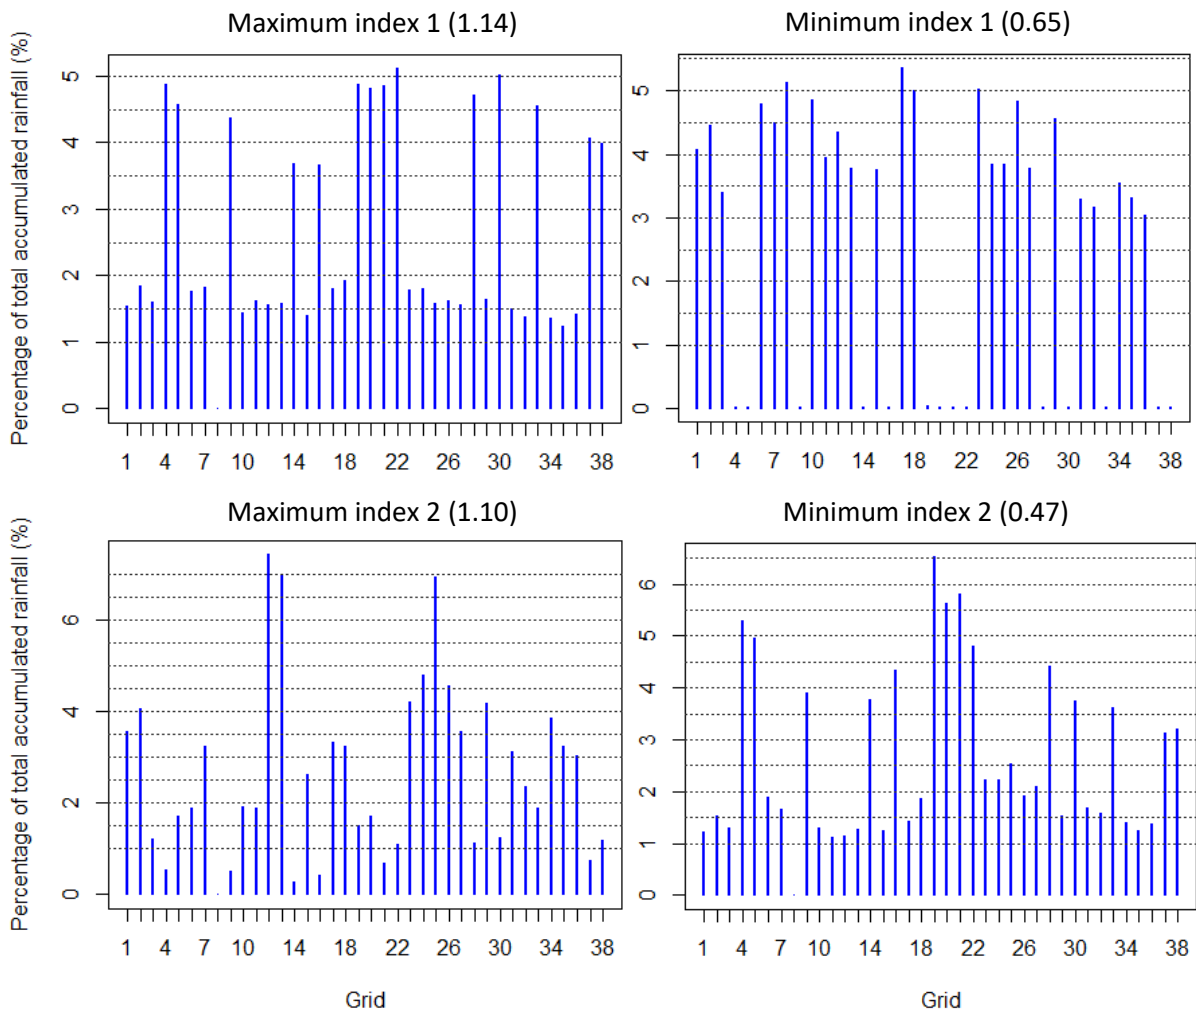 Maximum index 1 (1.14)
Minimum index 1 (0.65)
Percentage of total accumulated rainfall (%)
5
4
3
2
1
0
1 4 7 10 14 18 22 26 30 34 38
5
4
3
2
1
0
1 4 7 10 14 18 22 26 30 34 38
Maximum index 2 (1.10)
Minimum index 2 (0.47)
Percentage of total accumulated rainfall (%)
6
4
2
0
1 4 7 10 14 18 22 26 30 34 38
Grid
6
5
4
3
2
1
0
1 4 7 10 14 18 22 26 30 34 38
Grid